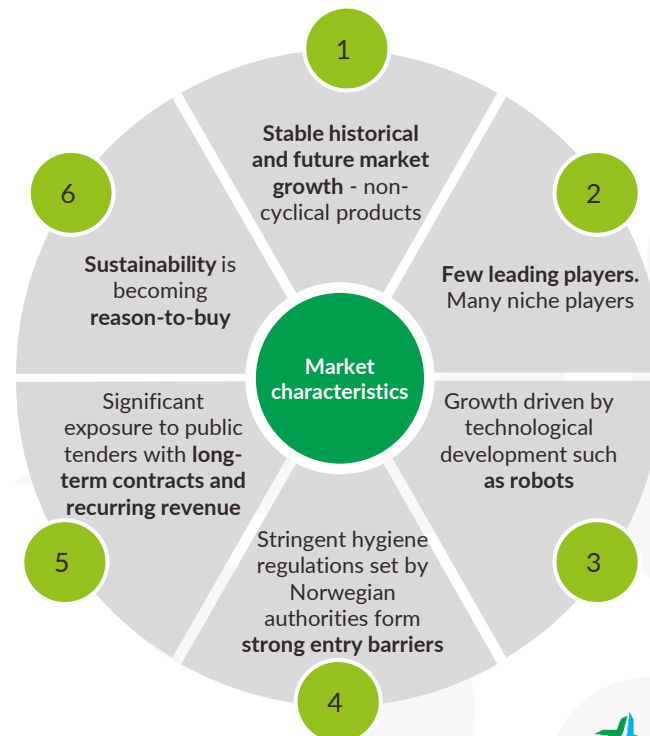 1
Stable historical
and future market
growth - non-
cyclical products
2
Few leading players.
Many niche players
3
Growth driven by
technological
development such
as robots
4
Stringent hygiene
regulations set by
Norwegian
authorities form
strong entry barriers
5
Significant
exposure to public
tenders with long-
term contracts and
recurring revenue
6
Sustainability is
becoming
reason-to-buy
Market
characteristics